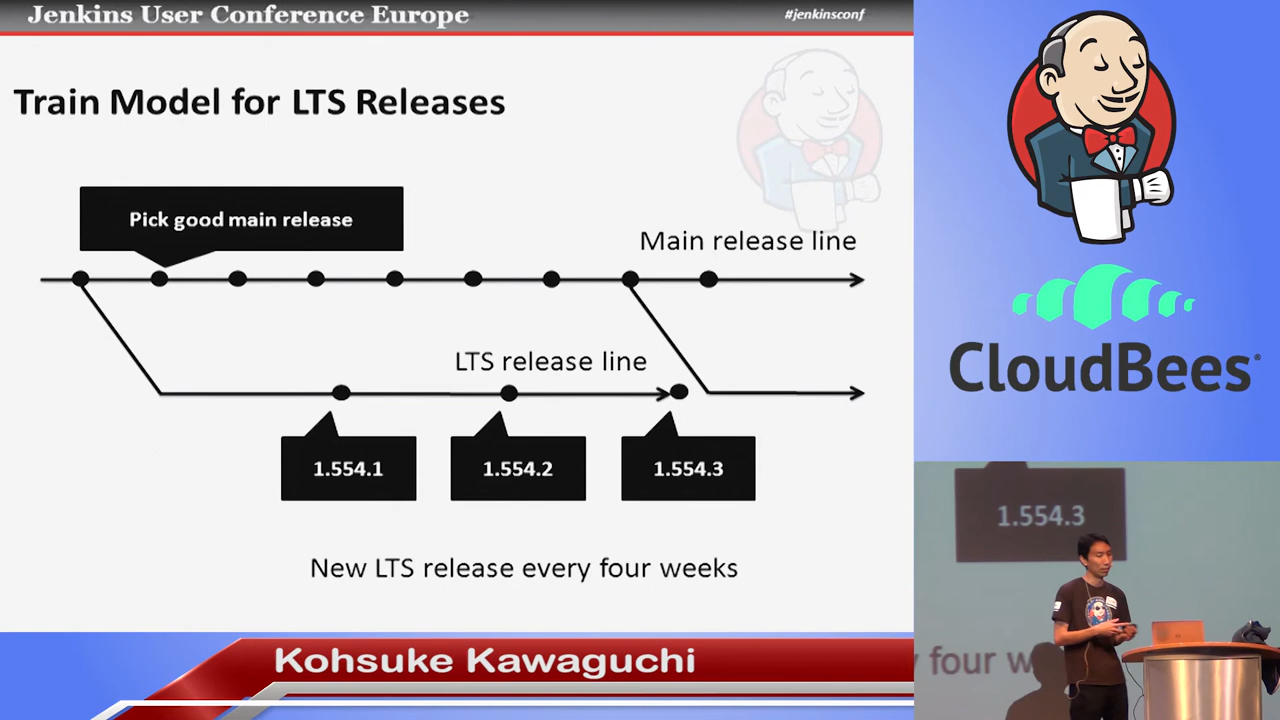 Jenkins User Conference Europe
#jenkinsconf
Train Model for LTS Releases
Pick good main release
Main release line
LTS release line
1.554.1
1.554.2
1.554.3
New LTS release every four weeks
CloudBees
1.554.3
four w
Kohsuke Kawaguchi